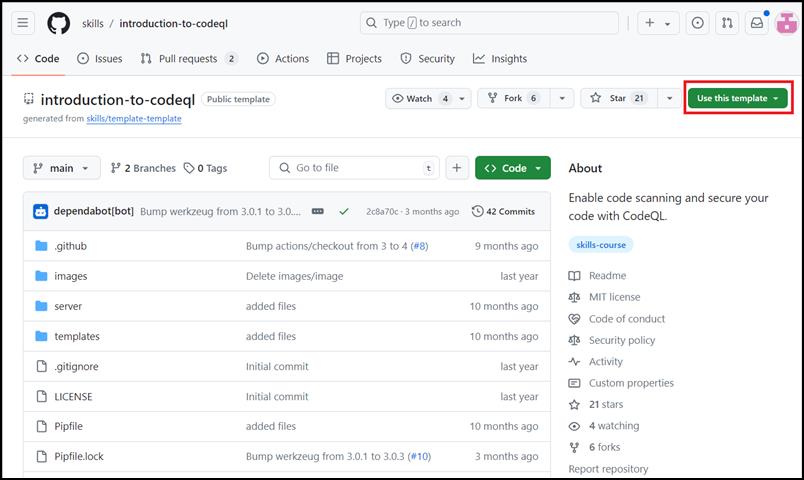 skills / introduction-to-codeql
Type / to search
Code Issues Pull requests 2 Actions Projects Security Insights
introduction-to-codeql Public template
Watch 4 Fork 6 Star 21 Use this template
generated from skills/template-template
main 2 Branches 0 Tags Go to file t Code
dependabot[bot] Bump werkzeug from 3.0.1 to 3.0.... 2c8a70c · 3 months ago 42 Commits
.github Bump actions/checkout from 3 to 4 (#8) 9 months ago
images Delete images/image last year
server added files 10 months ago
templates added files 10 months ago
.gitignore Initial commit last year
LICENSE Initial commit last year
Pipfile added files 10 months ago
Pipfile.lock Bump werkzeug from 3.0.1 to 3.0.3 (#10) 3 months ago
About
Enable code scanning and secure your
code with CodeQL.
skills-course
Readme
MIT license
Code of conduct
Security policy
Activity
Custom properties
21 stars
4 watching
6 forks
Report repository